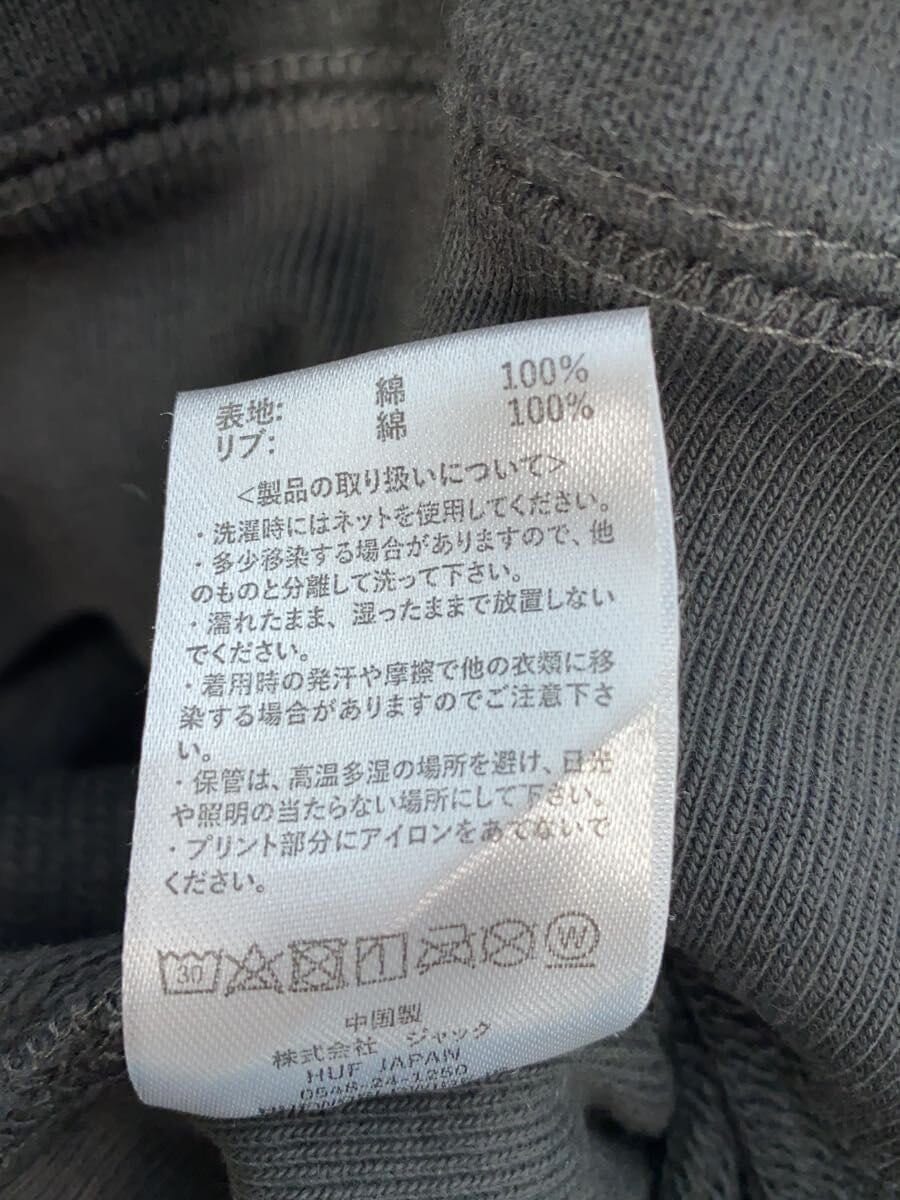 表地: 綿 100%
リブ: 綿 100%
<製品の取り扱いについて>
・洗濯時にはネットを使用してください。
・多少移染する場合がありますので、他
のものと分離して洗って下さい。
・濡れたまま、湿ったままで放置しない
でください。
・着用時の発汗や摩擦で他の衣類に移
染する場合がありますのでご注意下さ
い。
・保管は、高温多湿の場所を避け、日光
や照明の当たらない場所にして下さい。
・プリント部分にアイロンをあてないで
ください。
30 W
中国製
株式会社 ジャック
HUF JAPAN
0548-24-1250